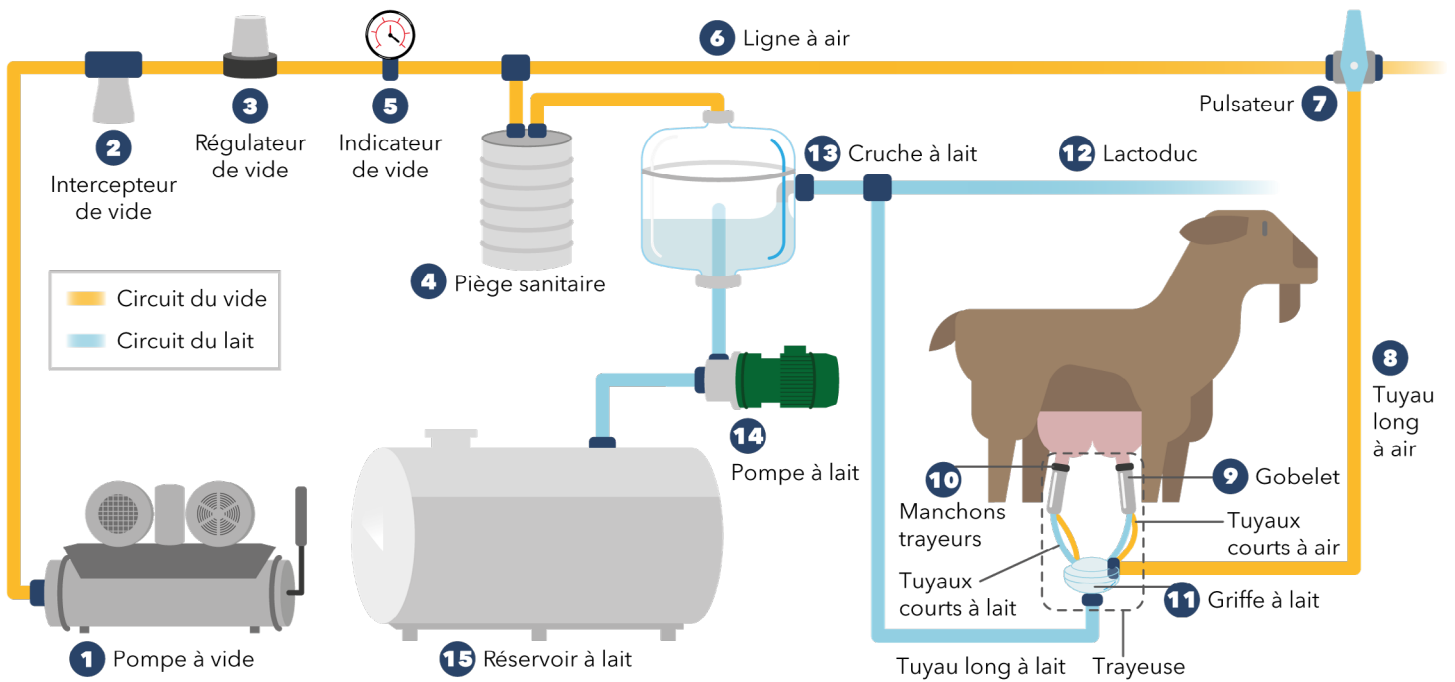 6 Ligne à air
Pulsateur 7
3
Régulateur
de vide
5
Indicateur
de vide
2
Intercepteur
de vide
13 Cruche à lait
12 Lactoduc
4 Piège sanitaire
Circuit du vide
Circuit du lait
8
Tuyau
long
à air
14
Pompe à lait
10
Manchons
trayeurs
9 Gobelet
Tuyaux
courts à air
Tuyaux
courts à lait
11 Griffe à lait
1 Pompe à vide
15 Réservoir à lait
Tuyau long à lait
Trayeuse